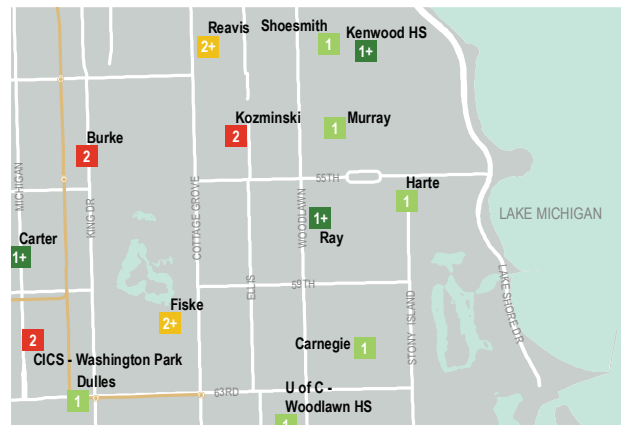 Reavis
2+
Shoesmith
1
Kenwood HS
1+
Burke
2
Kozminski
2
Murray
1
55TH
MICHIGAN
KING DR
COTTAGE GROVE
WOODLAWN
Harte
1
1+
Ray
LAKE MICHIGAN
Carter
1+
ELLIS
59TH
LAKE SHORE DR
Fiske
2+
STONY ISLAND
2
CICS - Washington Park
Carnegie
1
Dulles
1
63RD
U of C -
Woodlawn HS
1